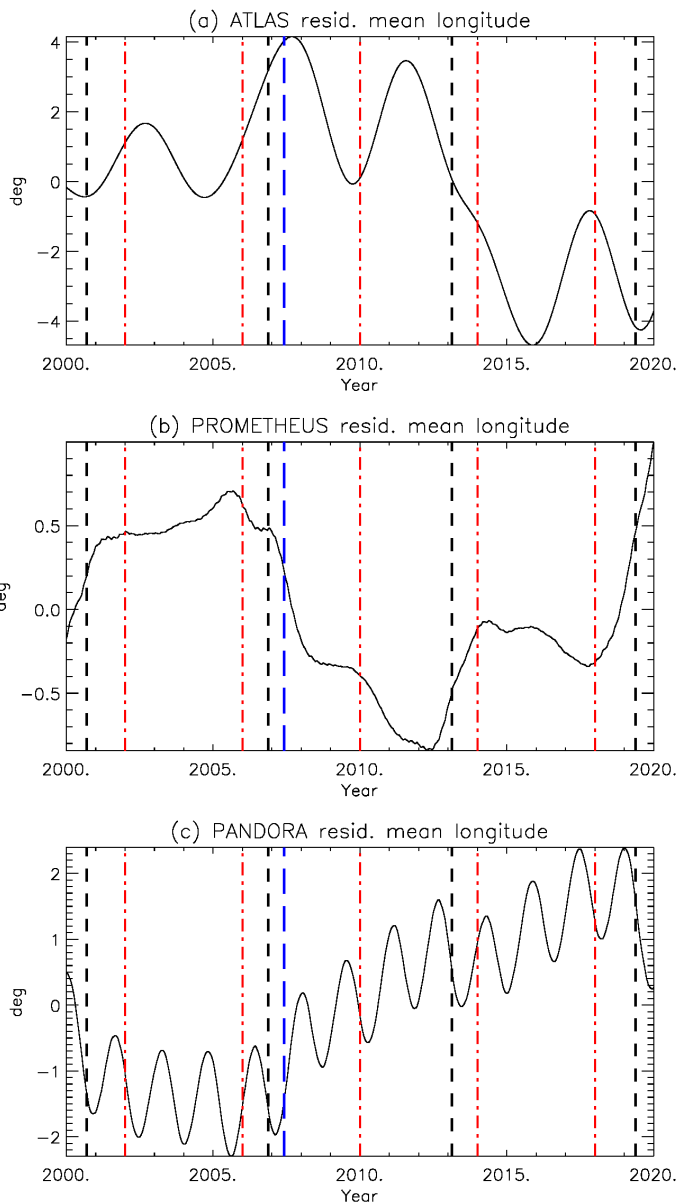 (a) ATLAS resid. mean longitude
4
2
0
-2
-4
deg
2000. 2005. 2010. 2015. 2020.
Year
(b) PROMETHEUS resid. mean longitude
0.5
0.0
-0.5
deg
2000. 2005. 2010. 2015. 2020.
Year
(c) PANDORA resid. mean longitude
2
1
0
-1
-2
deg
2000. 2005. 2010. 2015. 2020.
Year